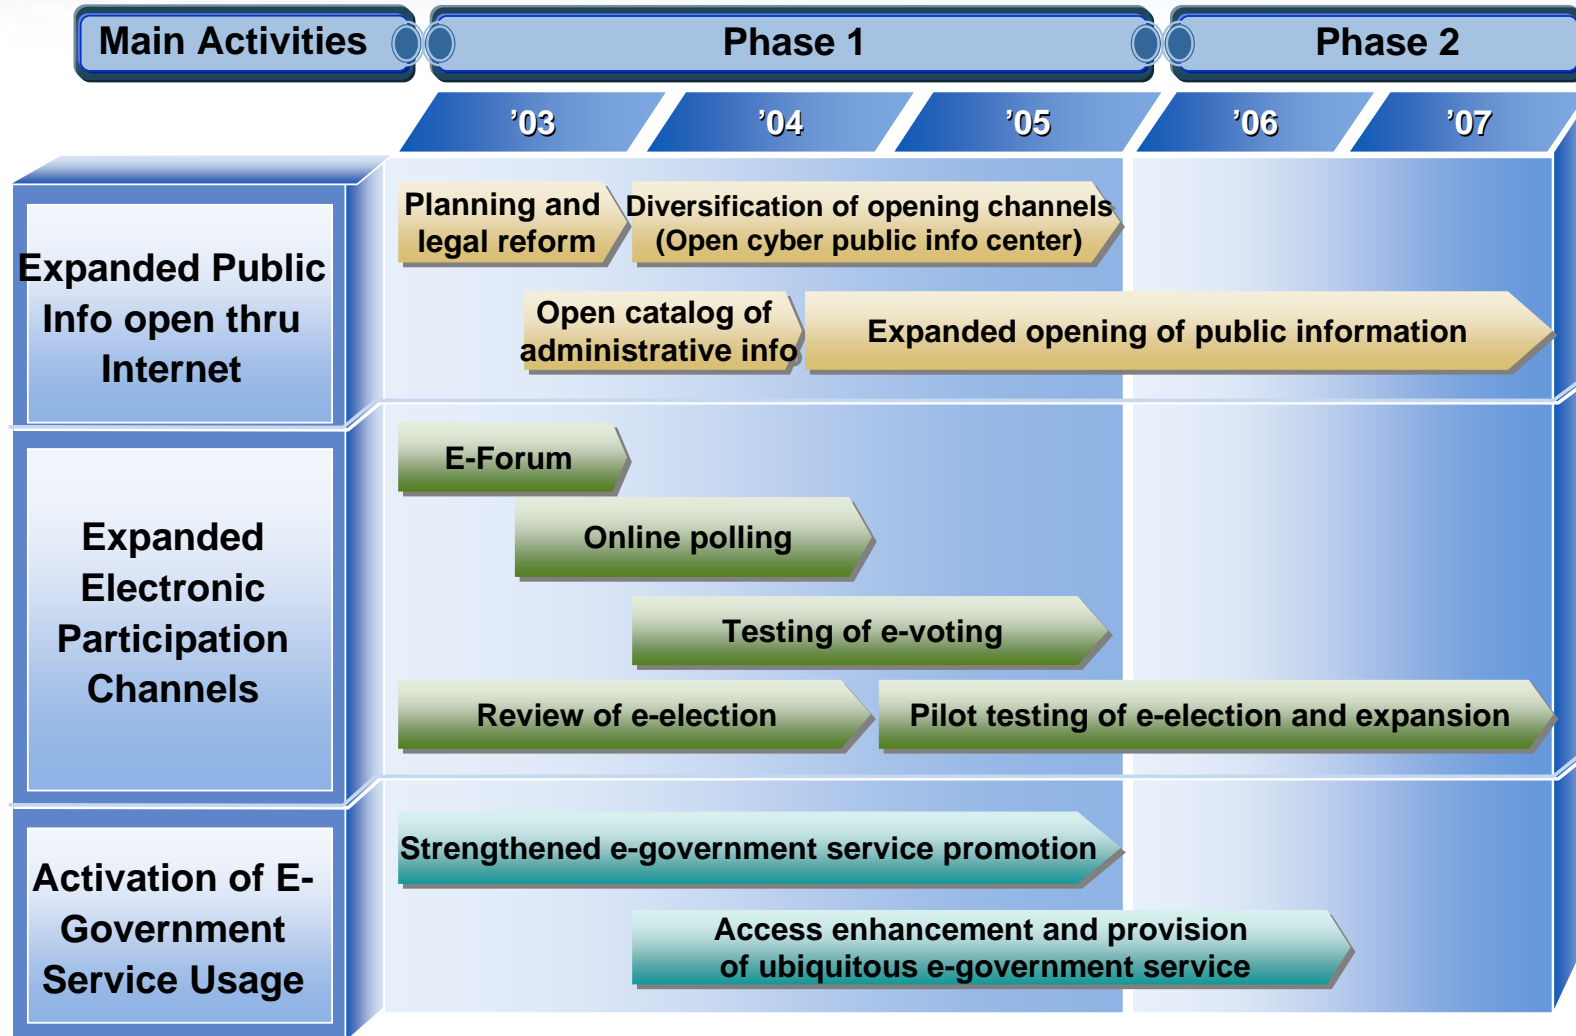 Main Activities
Phase 1
Phase 2
’03
’04
’05
’06
’07
Expanded Public
Info open thru
Internet
Planning and
legal reform
Diversification of opening channels
(Open cyber public info center)
Open catalog of
administrative info
Expanded opening of public information
Expanded
Electronic
Participation
Channels
E-Forum
Online polling
Testing of e-voting
Review of e-election
Pilot testing of e-election and expansion
Activation of E-
Government
Service Usage
Strengthened e-government service promotion
Access enhancement and provision
of ubiquitous e-government service